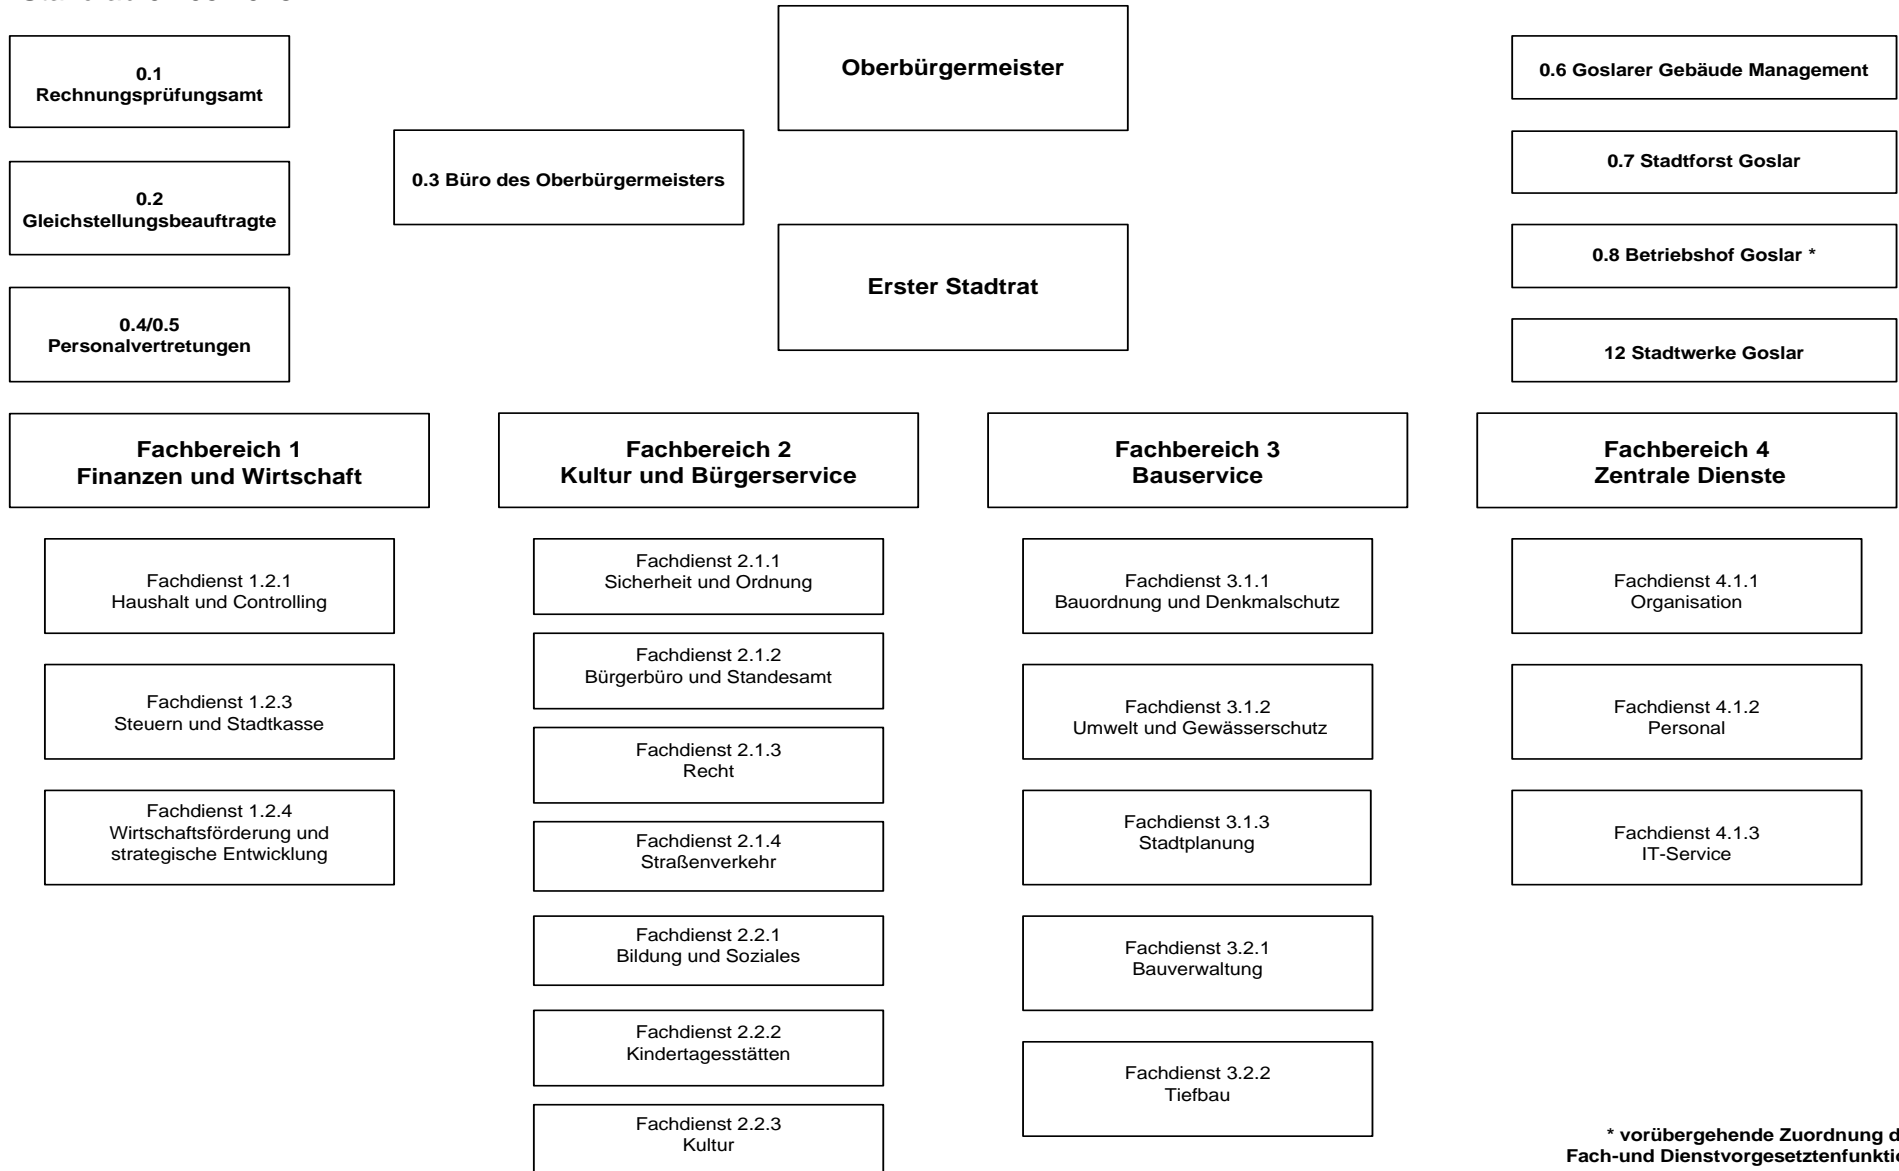 Oberbürgermeister
0.1
Rechnungsprüfungsamt
0.2
Gleichstellungsbeauftragte
0.4/0.5
Personalvertretungen
0.3 Büro des Oberbürgermeisters
Erster Stadtrat
0.6 Goslarer Gebäude Management
0.7 Stadtforst Goslar
0.8 Betriebshof Goslar *
12 Stadtwerke Goslar
Fachbereich 1
Finanzen und Wirtschaft
Fachdienst 1.2.1
Haushalt und Controlling
Fachdienst 1.2.3
Steuern und Stadtkasse
Fachdienst 1.2.4
Wirtschaftsförderung und
strategische Entwicklung
Fachbereich 2
Kultur und Bürgerservice
Fachdienst 2.1.1
Sicherheit und Ordnung
Fachdienst 2.1.2
Bürgerbüro und Standesamt
Fachdienst 2.1.3
Recht
Fachdienst 2.1.4
Straßenverkehr
Fachdienst 2.2.1
Bildung und Soziales
Fachdienst 2.2.2
Kindertagesstätten
Fachdienst 2.2.3
Kultur
Fachbereich 3
Bauservice
Fachdienst 3.1.1
Bauordnung und Denkmalschutz
Fachdienst 3.1.2
Umwelt und Gewässerschutz
Fachdienst 3.1.3
Stadtplanung
Fachdienst 3.2.1
Bauverwaltung
Fachdienst 3.2.2
Tiefbau
Fachbereich 4
Zentrale Dienste
Fachdienst 4.1.1
Organisation
Fachdienst 4.1.2
Personal
Fachdienst 4.1.3
IT-Service
* vorübergehende Zuordnung d
Fach-und Dienstvorgesetztenfunkti